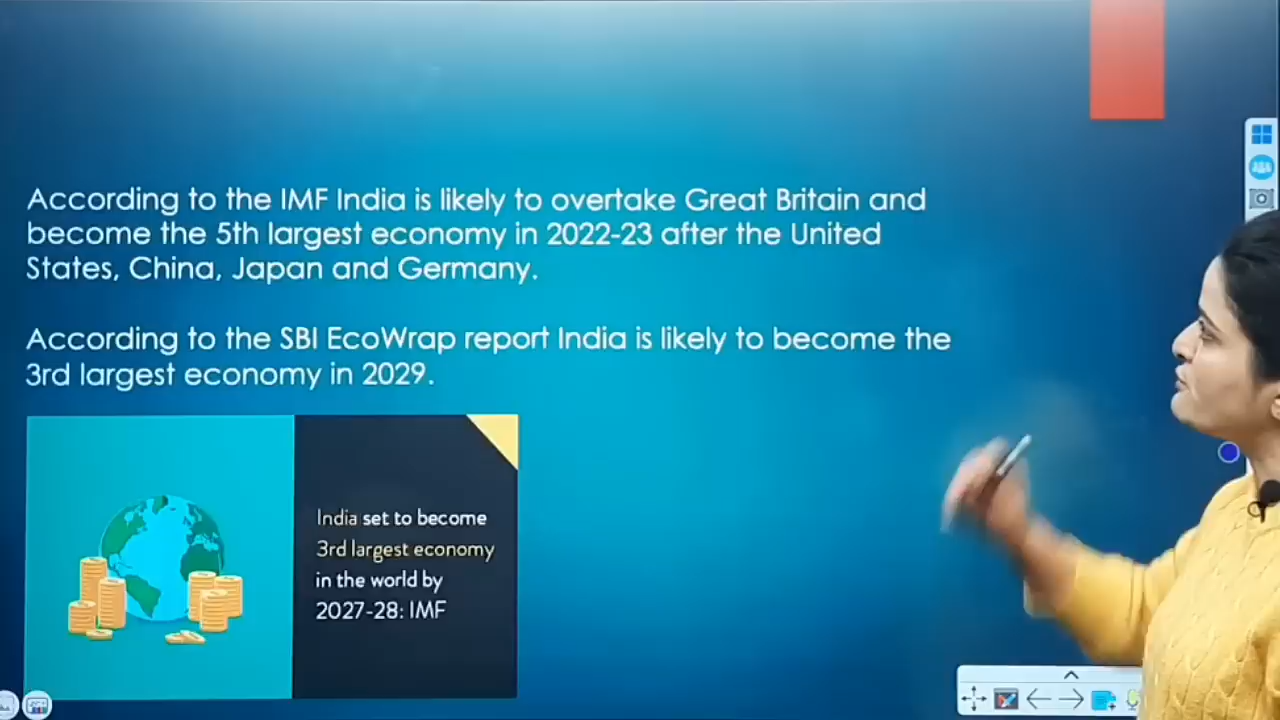 According to the IMF India is likely to overtake Great Britain and
become the 5th largest economy in 2022-23 after the United
States, China, Japan and Germany.
According to the SBI EcoWrap report India is likely to become the
3rd largest economy in 2029.
India set to become
3rd largest economy
in the world by
2027-28: IMF